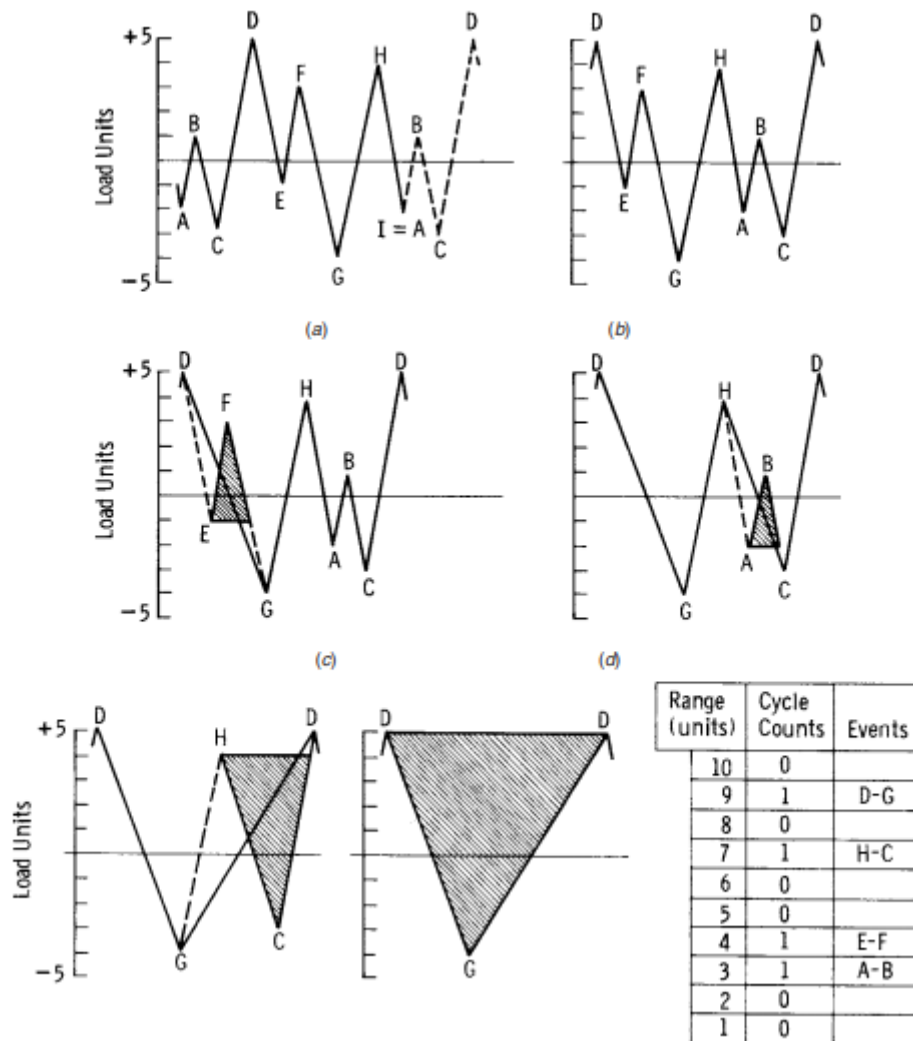 +5
Load Units
-5
D
B
A
C
E
F
G
H
I = A
B
C
D
(a)
D
E
F
G
H
A
B
C
D
(b)
+5
Load Units
-5
D
E
F
G
H
A
B
C
D
(c)
D
G
H
A
B
C
D
(d)
+5
Load Units
-5
D
G
H
C
D
D
G
D
Range (units) Cycle Counts Events
10 0
9 1 D-G
8 0
7 1 H-C
6 0
5 0
4 1 E-F
3 1 A-B
2 0
1 0